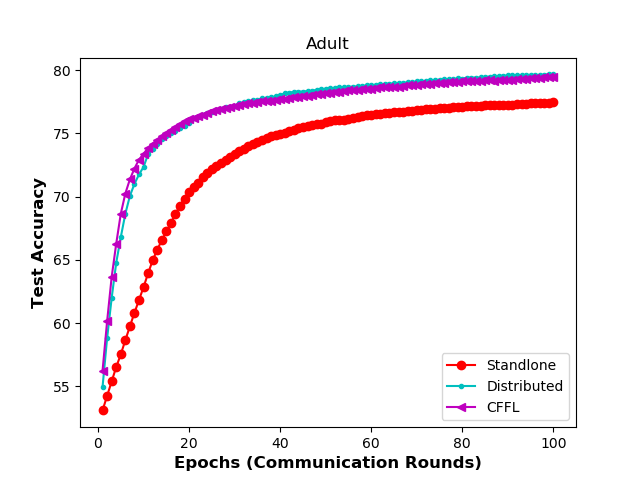 Adult
80
75
70
65
60
55
Test Accuracy
0 20 40 60 80 100
Epochs (Communication Rounds)
Standlone
Distributed
CFFL